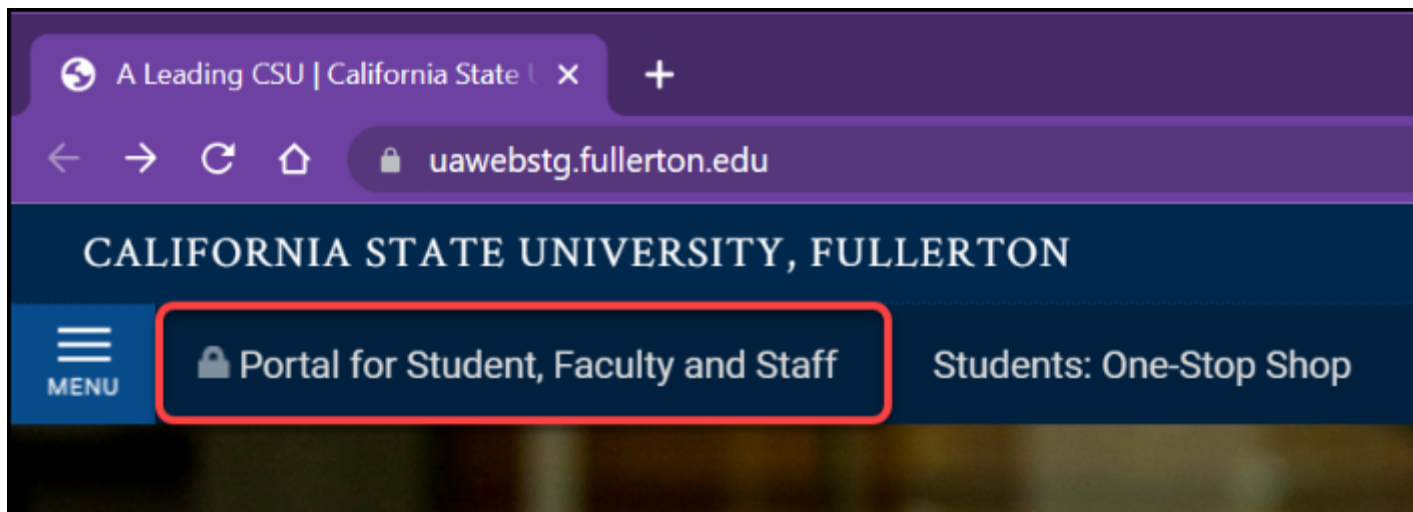 A Leading CSU | California State U
uawebstg.fullerton.edu
CALIFORNIA STATE UNIVERSITY, FULLERTON
MENU
Portal for Student, Faculty and Staff
Students: One-Stop Shop